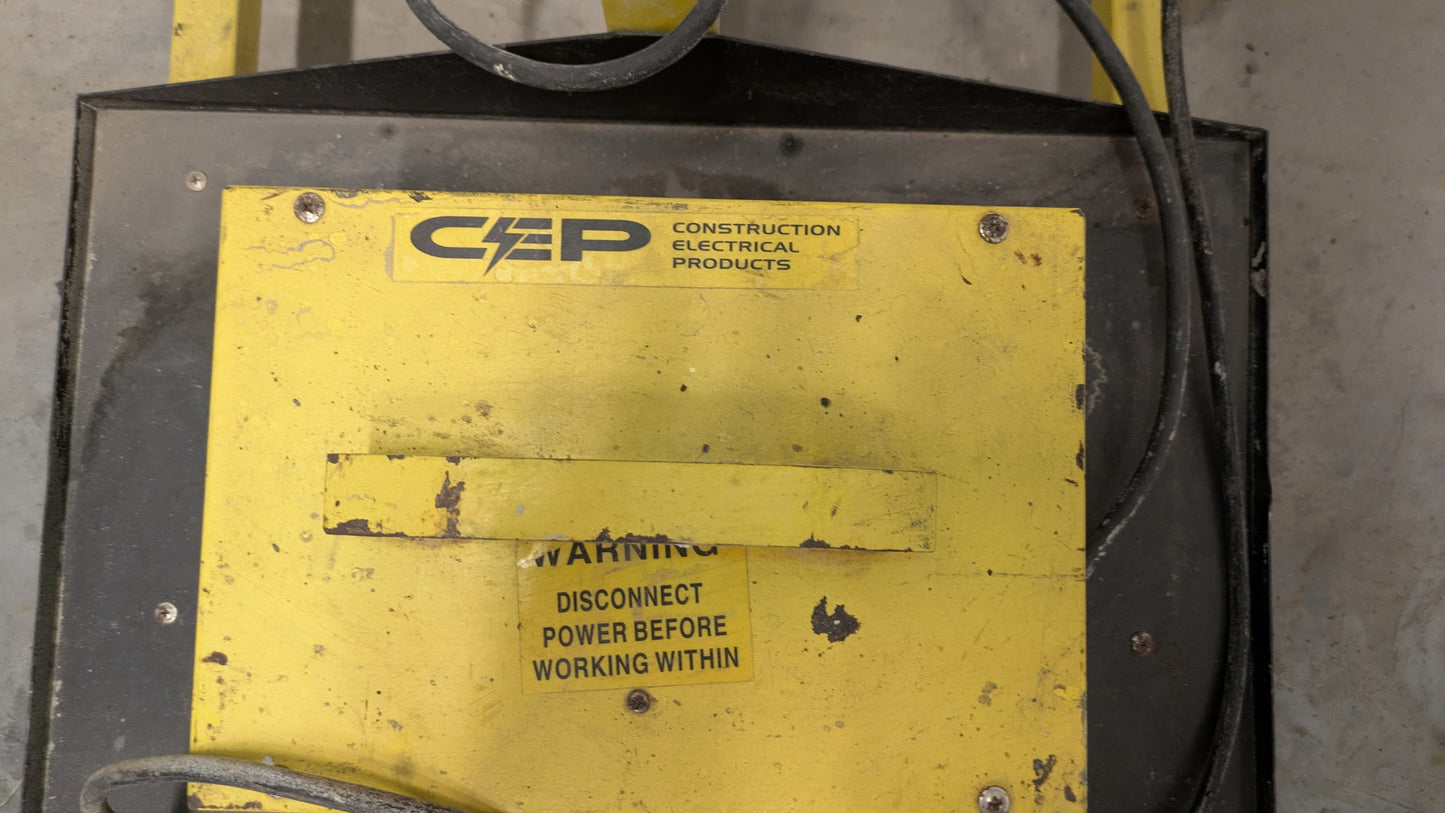 CEP
CONSTRUCTION
ELECTRICAL
PRODUCTS
WARNING
DISCONNECT
POWER BEFORE
WORKING WITHIN